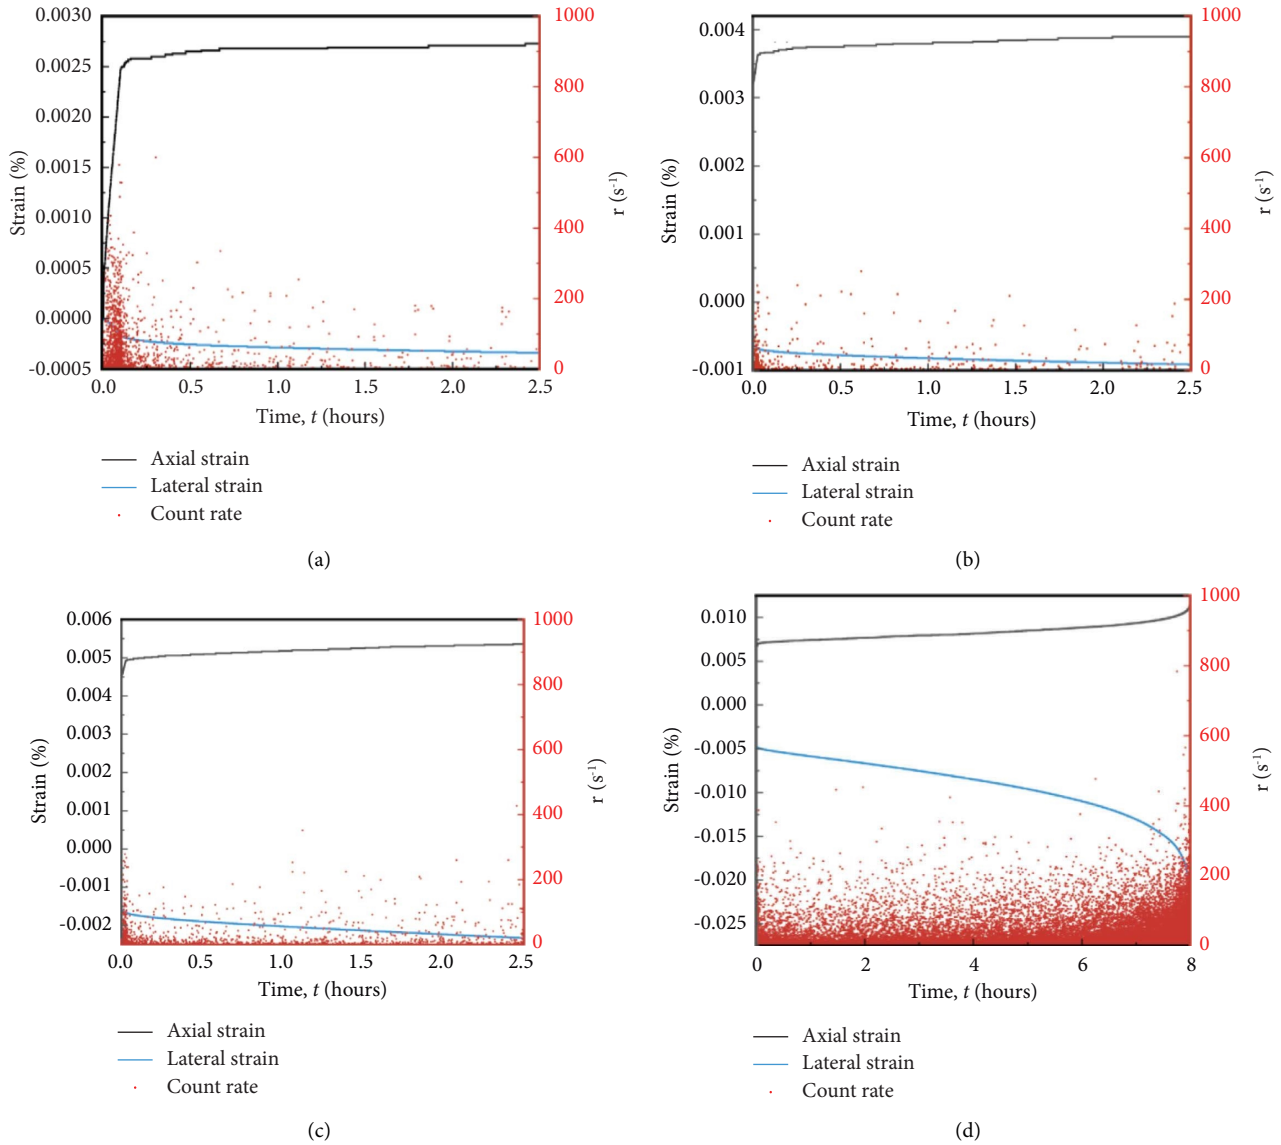 0.0030
0.0025
0.0020
0.0015
0.0010
0.0005
0.0000
-0.0005
Strain (%)
1000
800
600
400
200
0
r (s-1)
0.0 0.5 1.0 1.5 2.0 2.5
Time, t (hours)
Axial strain
Lateral strain
Count rate
(a)
0.004
0.003
0.002
0.001
0.000
-0.001
Strain (%)
1000
800
600
400
200
0
r (s-1)
0.0 0.5 1.0 1.5 2.0 2.5
Time, t (hours)
Axial strain
Lateral strain
Count rate
(b)
0.006
0.005
0.004
0.003
0.002
0.001
0.000
-0.001
-0.002
Strain (%)
1000
800
600
400
200
0
r (s-1)
0.0 0.5 1.0 1.5 2.0 2.5
Time, t (hours)
Axial strain
Lateral strain
Count rate
(c)
0.010
0.005
0.000
-0.005
-0.010
-0.015
-0.020
-0.025
Strain (%)
1000
800
600
400
200
0
r (s-1)
0 2 4 6 8
Time, t (hours)
Axial strain
Lateral strain
Count rate
(d)